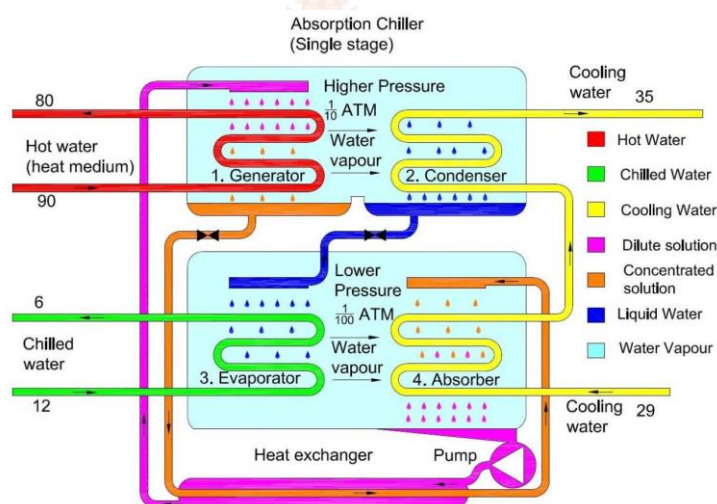 Absorption Chiller
(Single stage)
Higher Pressure
1/10 ATM
Water
vapour
1. Generator
2. Condenser
80
Hot water
(heat medium)
90
Cooling
water
35
Hot Water
Chilled Water
Cooling Water
Dilute solution
Concentrated
solution
Liquid Water
Water Vapour
Lower
Pressure
1/100 ATM
Water
vapour
3. Evaporator
4. Absorber
6
Chilled
water
12
Cooling
water
29
Heat exchanger
Pump